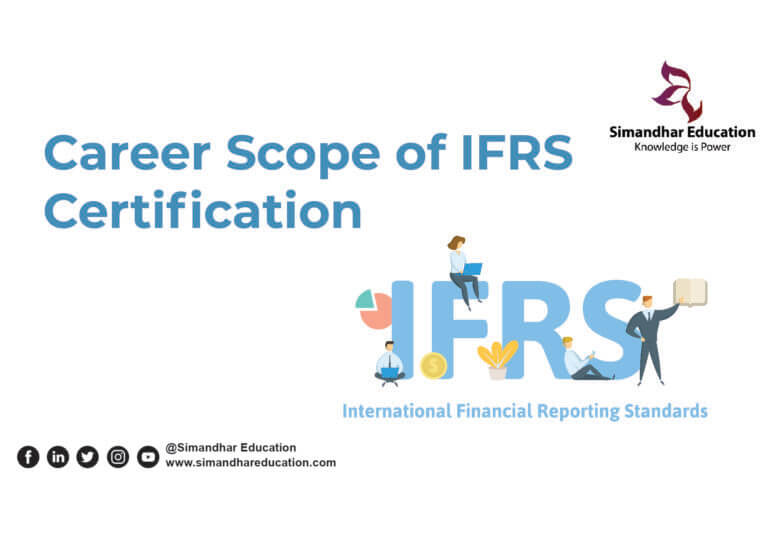 Simandhar Education
Knowledge is Power
Career Scope of IFRS
Certification
IFRS
International Financial Reporting Standards
@Simandhar Education
www.simandhareducation.com